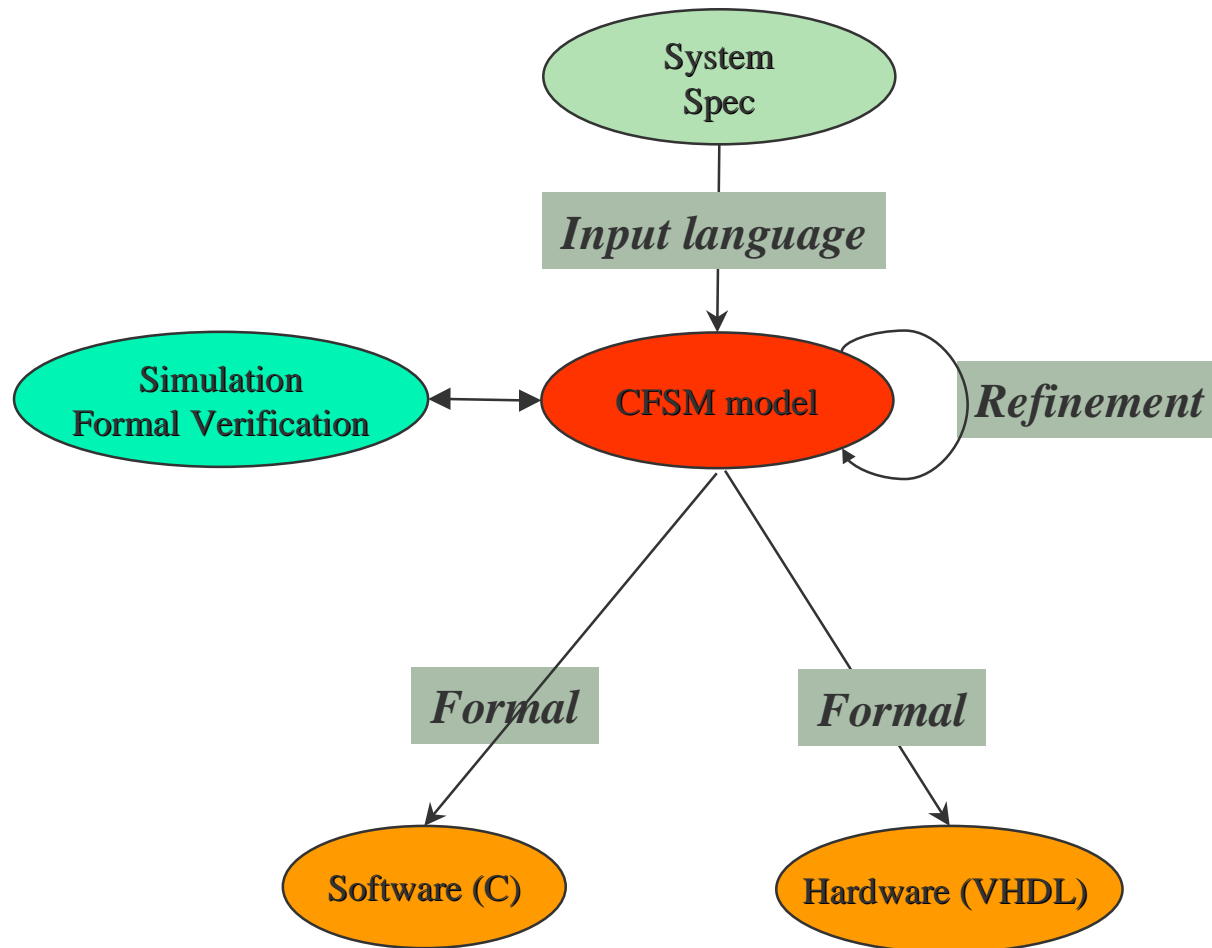 System
Spec
Input language
Simulation
Formal Verification
CFSM model
Refinement
Formal
Formal
Software (C)
Hardware (VHDL)